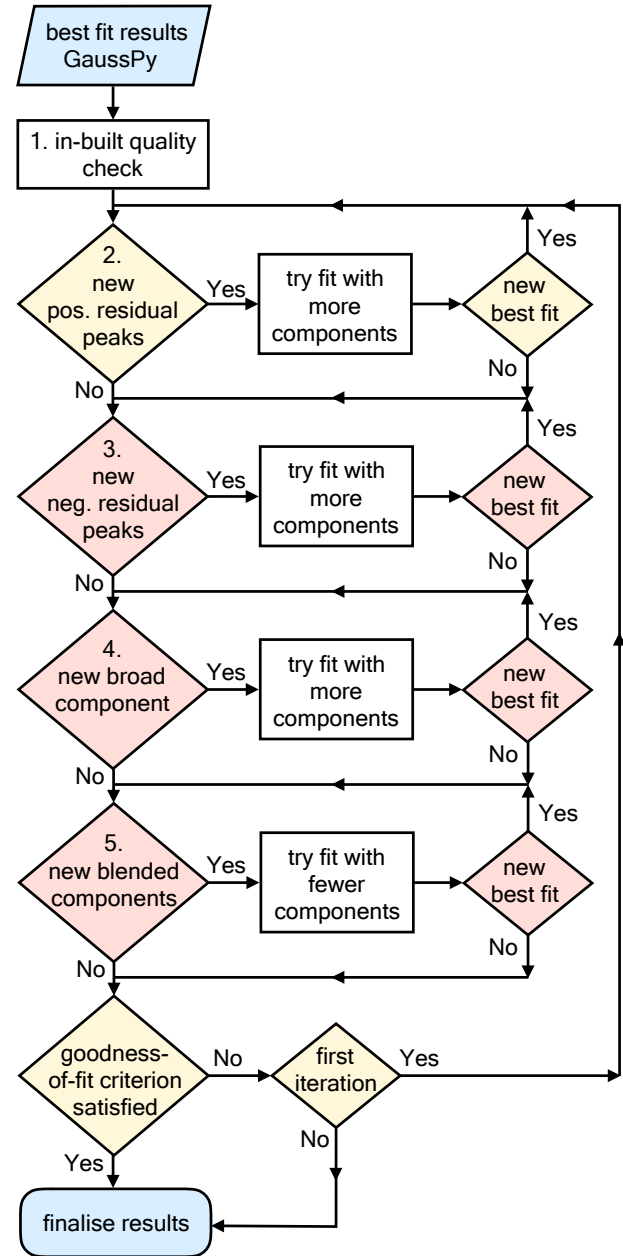 best fit results
GaussPy
1. in-built quality
check
Yes
2.
new
pos. residual
peaks
Yes
try fit with
more
components
new
best fit
No
No
Yes
3.
new
neg. residual
peaks
Yes
try fit with
more
components
new
best fit
No
No
Yes
4.
new broad
component
Yes
try fit with
more
components
new
best fit
No
No
Yes
5.
new blended
components
Yes
try fit with
fewer
components
new
best fit
No
No
goodness-
of-fit criterion
satisfied
No
first
iteration
Yes
No
Yes
finalise results